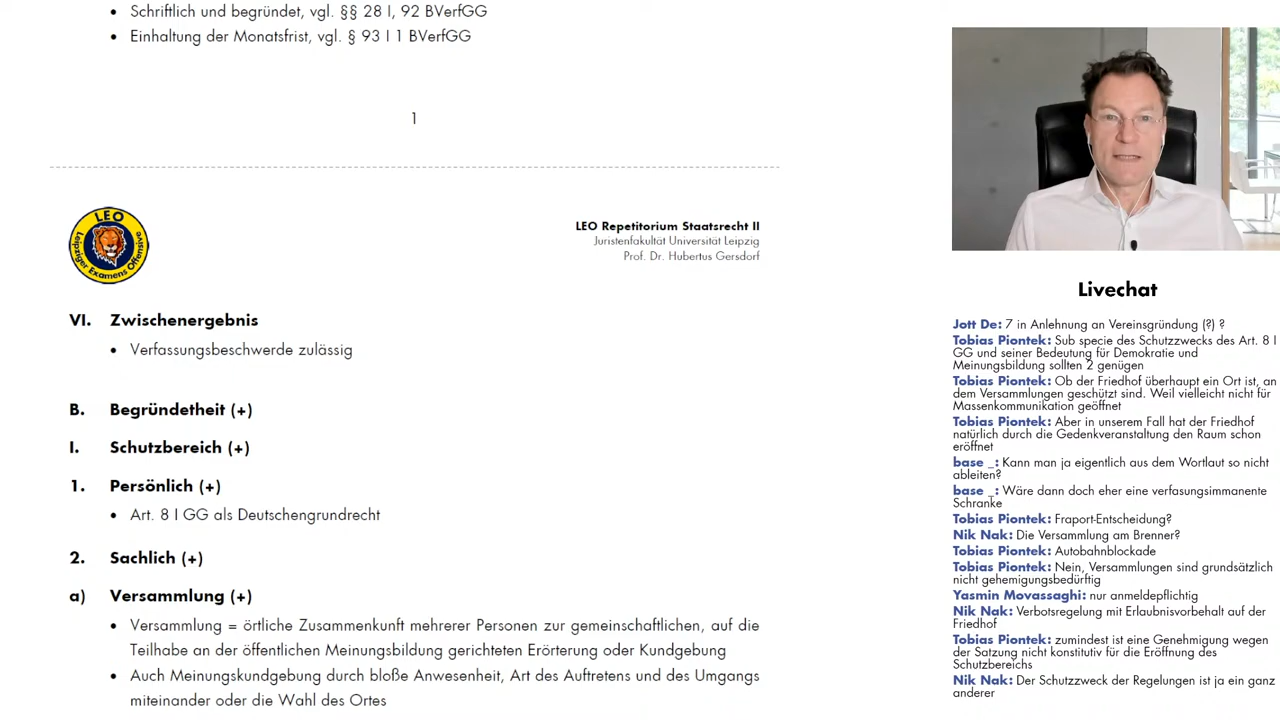 • Schriftlich und begründet, vgl. §§ 28 I, 92 BVerfGG
• Einhaltung der Monatsfrist, vgl. § 93 I 1 BVerfGG
1
LEO
Leipziger Examens Offensive
LEO Repetitorium Staatsrecht II
Juristenfakultät Universität Leipzig
Prof. Dr. Hubertus Gersdorf
VI. Zwischenergebnis
• Verfassungsbeschwerde zulässig
B. Begründetheit (+)
I. Schutzbereich (+)
1. Persönlich (+)
• Art. 8 I GG als Deutschengrundrecht
2. Sachlich (+)
a) Versammlung (+)
• Versammlung = örtliche Zusammenkunft mehrerer Personen zur gemeinschaftlichen, auf die
Teilhabe an der öffentlichen Meinungsbildung gerichteten Erörterung oder Kundgebung
• Auch Meinungskundgebung durch bloße Anwesenheit, Art des Auftretens und des Umgangs
miteinander oder die Wahl des Ortes
Livechat
Jott De: 7 in Anlehnung an Vereinsgründung (?) ?
Tobias Piontek: Sub specie des Schutzzwecks des Art. 8 I
GG und seiner Bedeutung für Demokratie und
Meinungsbildung sollten 2 genügen
Tobias Piontek: Ob der Friedhof überhaupt ein Ort ist, an
dem Versammlungen geschützt sind. Weil vielleicht nicht für
Massenkommunikation geöffnet
Tobias Piontek: Aber in unserem Fall hat der Friedhof
natürlich durch die Gedenkveranstaltung den Raum schon
eröffnet
base _: Kann man ja eigentlich aus dem Wortlaut so nicht
ableiten?
base _: Wäre dann doch eher eine verfasungsimmanente
Schranke
Tobias Piontek: Fraport-Entscheidung?
Nik Nak: Die Versammlung am Brenner?
Tobias Piontek: Autobahnblockade
Tobias Piontek: Nein, Versammlungen sind grundsätzlich
nicht gehemigungsbedürftig
Yasmin Movassaghi: nur anmeldepflichtig
Nik Nak: Verbotsregelung mit Erlaubnisvorbehalt auf der
Friedhof
Tobias Piontek: zumindest ist eine Genehmigung wegen
der Satzung nicht konstitutiv für die Eröffnung des
Schutzbereichs
Nik Nak: Der Schutzzweck der Regelungen ist ja ein ganz
anderer